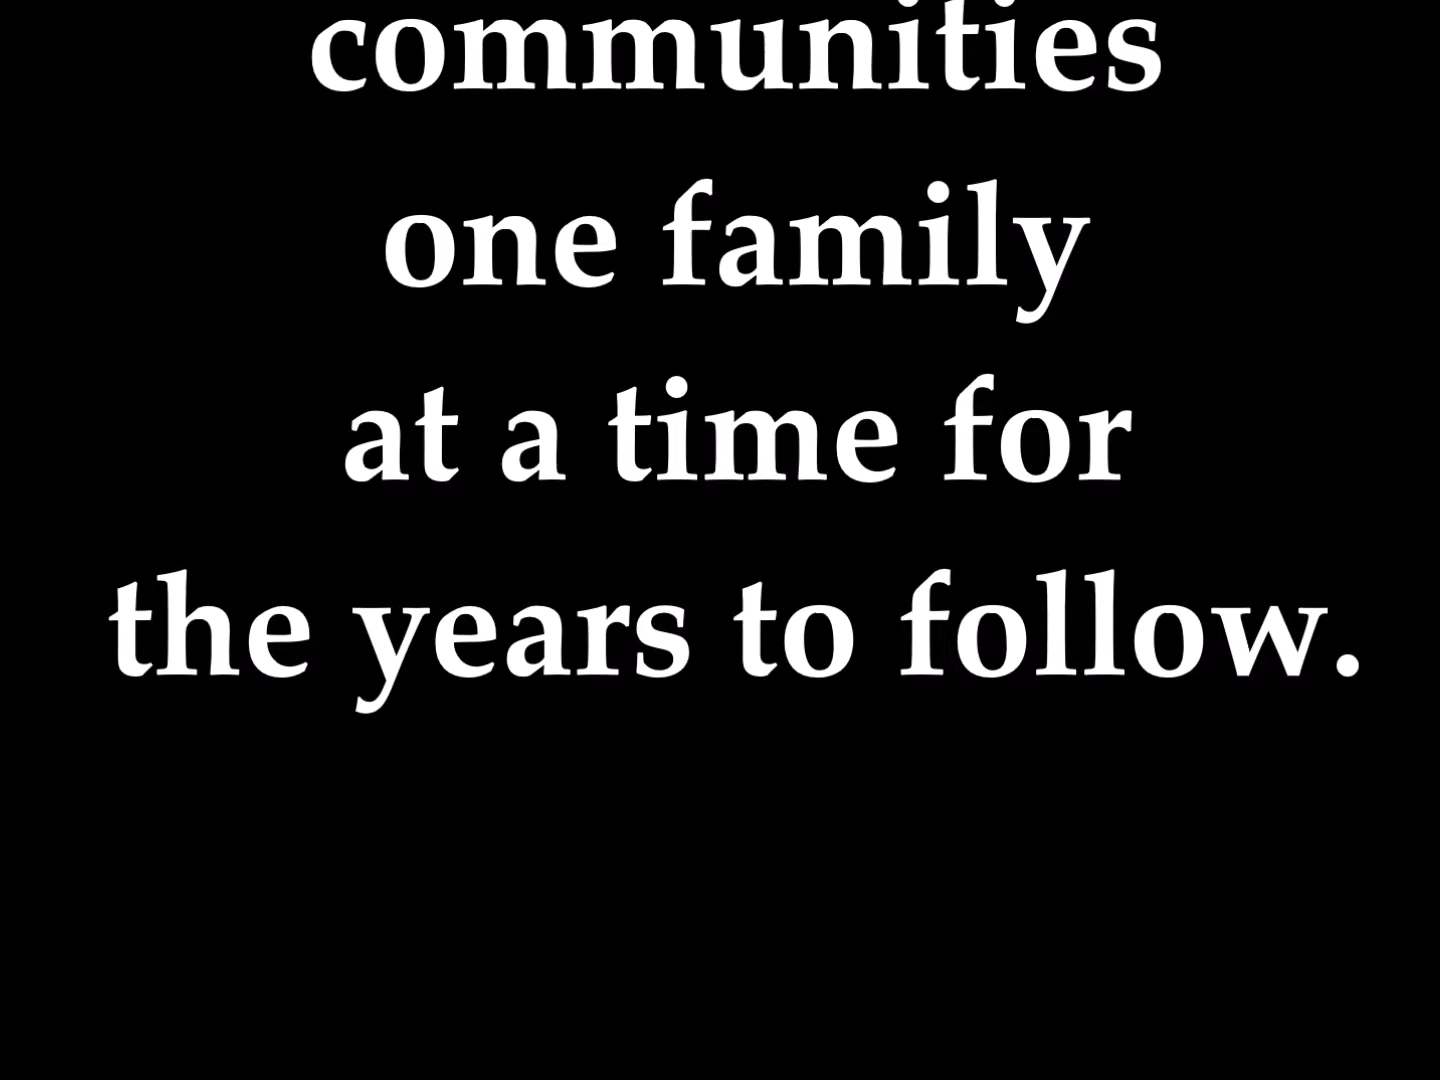 communities
one family
at a time for
the years to follow.